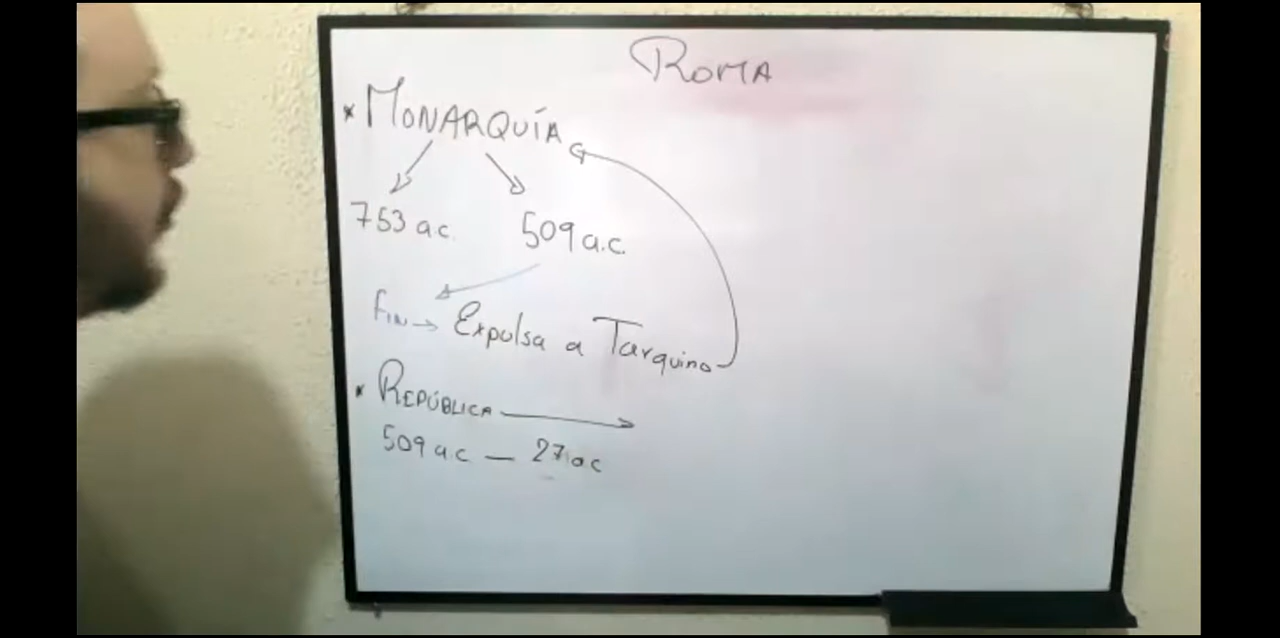 ROMA
* MONARQUÍA
753 a.c. 509 a.c.
FIN → Expulsa a Tarquino
* REPÚBLICA
509 a.c — 27 a c